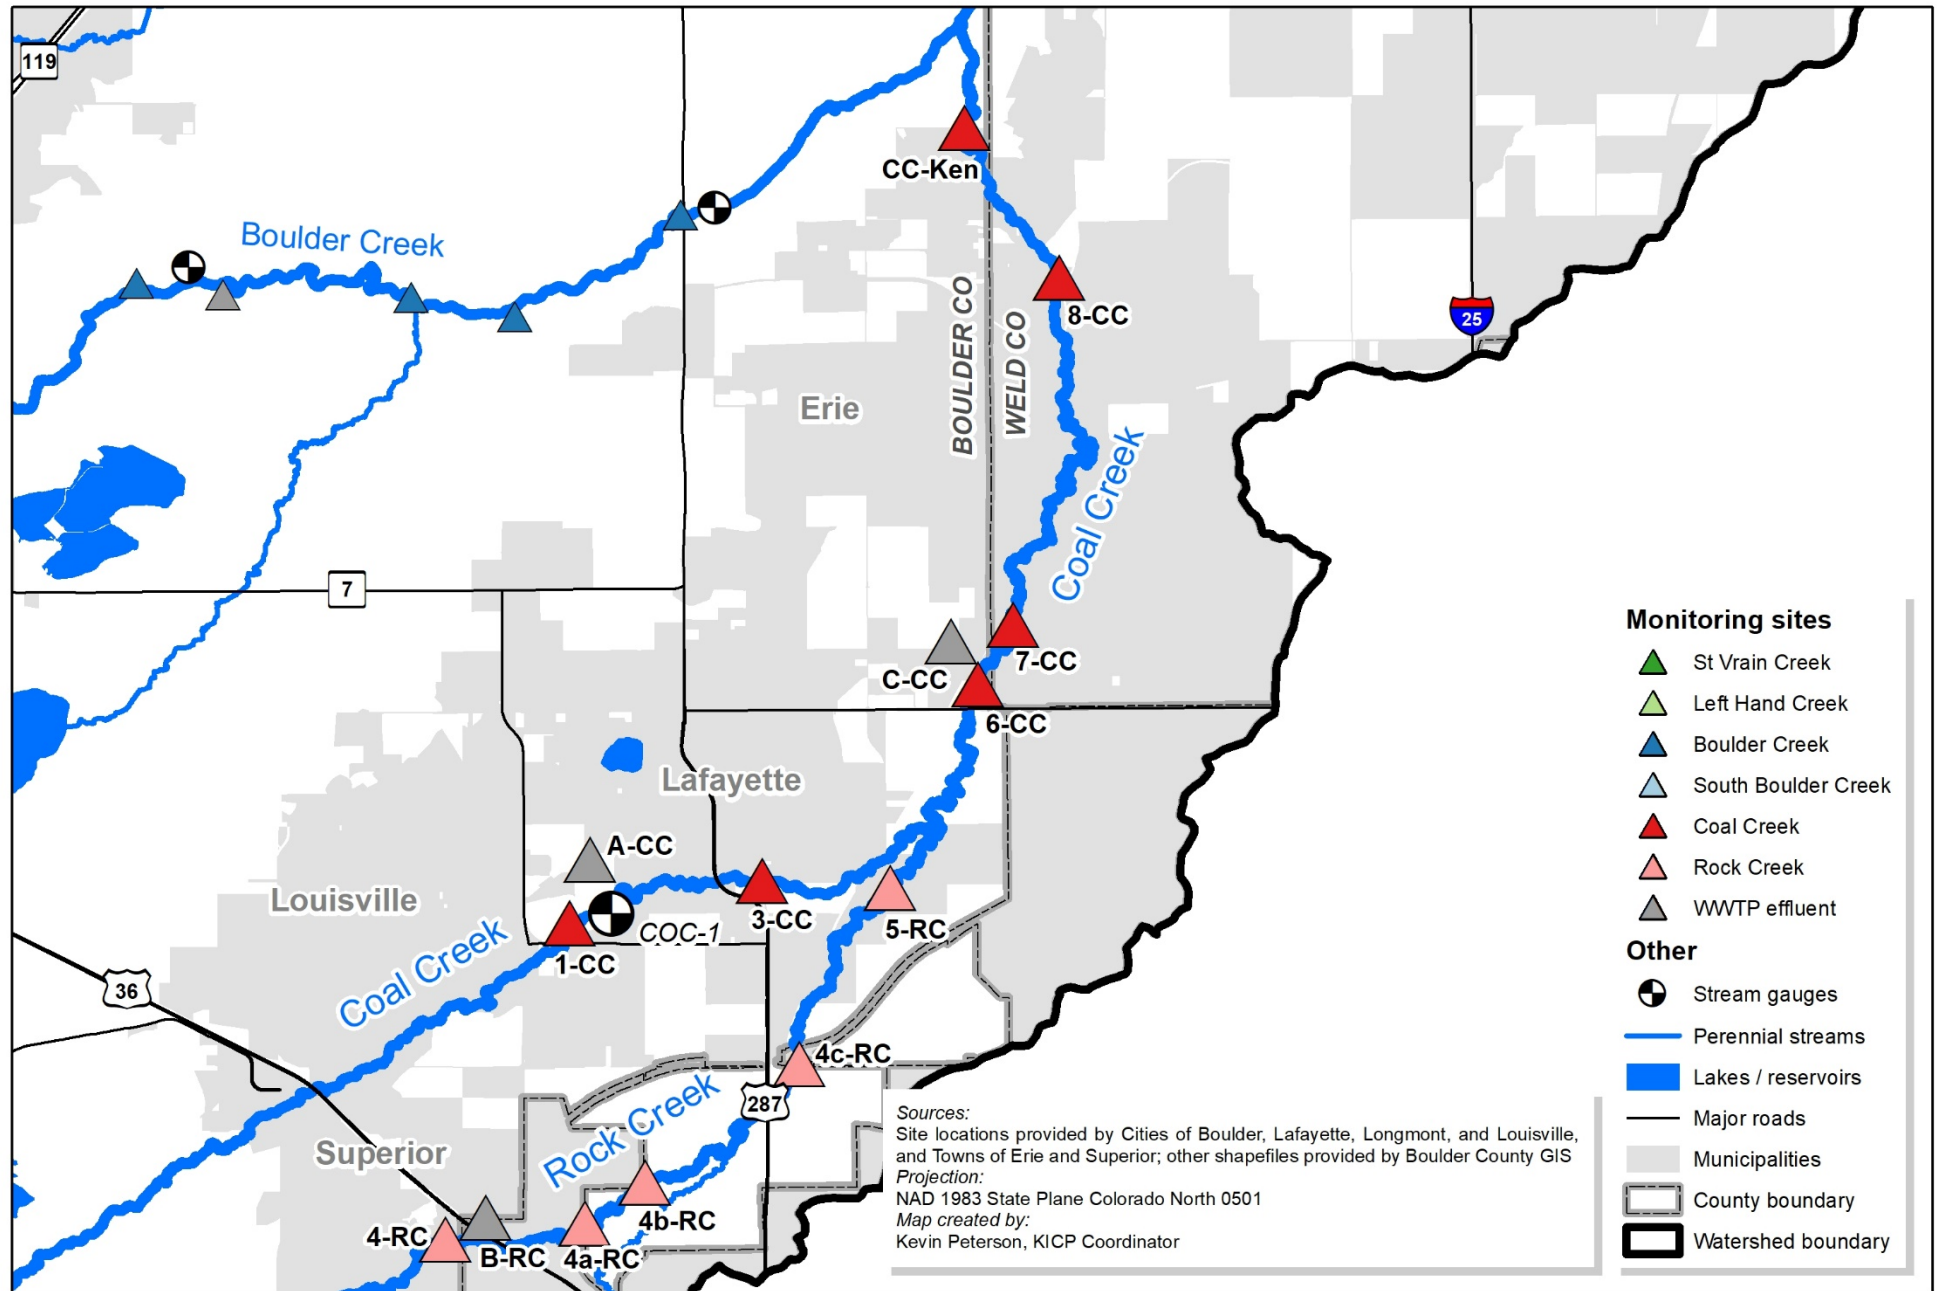 119
CC-Ken
Boulder Creek
8-CC
BOULDER CO
WELD CO
25
Erie
Coal Creek
7
7-CC
C-CC
6-CC
Lafayette
A-CC
Louisville
COC-1
3-CC
5-RC
1-CC
Coal Creek
36
4c-RC
287
Rock Creek
Superior
4b-RC
4-RC
B-RC
4a-RC
Sources:
Site locations provided by Cities of Boulder, Lafayette, Longmont, and Louisville,
and Towns of Erie and Superior; other shapefiles provided by Boulder County GIS
Projection:
NAD 1983 State Plane Colorado North 0501
Map created by:
Kevin Peterson, KICP Coordinator
Monitoring sites
St Vrain Creek
Left Hand Creek
Boulder Creek
South Boulder Creek
Coal Creek
Rock Creek
WWTP effluent
Other
Stream gauges
Perennial streams
Lakes / reservoirs
Major roads
Municipalities
County boundary
Watershed boundary